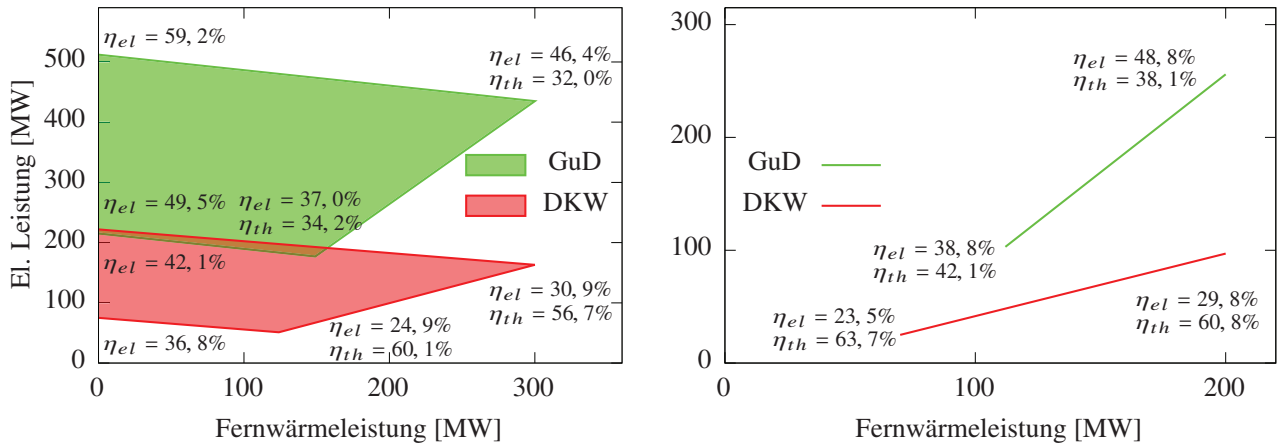 η_el = 59, 2%
η_el = 46, 4%
η_th = 32, 0%
η_el = 49, 5%
η_el = 37, 0%
η_th = 34, 2%
η_el = 42, 1%
η_el = 30, 9%
η_th = 56, 7%
η_el = 36, 8%
η_el = 24, 9%
η_th = 60, 1%
GuD
DKW
500
400
300
200
100
0
0
100
200
300
El. Leistung [MW]
Fernwärmeleistung [MW]
η_el = 48, 8%
η_th = 38, 1%
GuD
DKW
η_el = 38, 8%
η_th = 42, 1%
η_el = 23, 5%
η_th = 63, 7%
η_el = 29, 8%
η_th = 60, 8%
300
200
100
0
0
100
200
Fernwärmeleistung [MW]